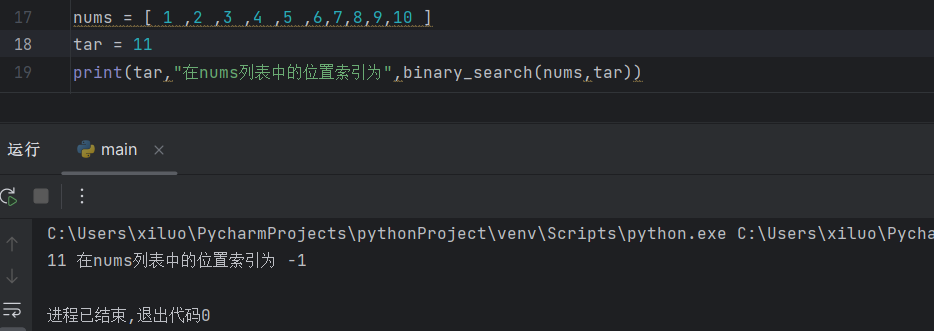 17 nums = [ 1 ,2 ,3 ,4 ,5 ,6,7,8,9,10 ]
18 tar = 11
19 print(tar,"在nums列表中的位置索引为",binary_search(nums,tar))
运行 main ×
C:\Users\xiluo\PycharmProjects\pythonProject\venv\Scripts\python.exe C:\Users\xiluo\Pycha
11 在nums列表中的位置索引为 -1
进程已结束,退出代码0